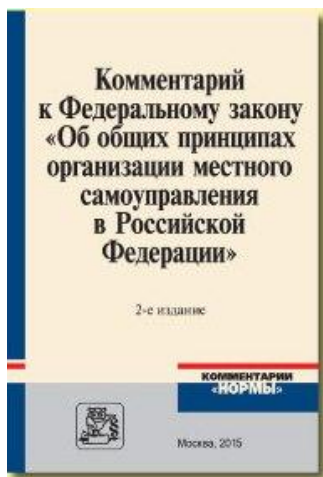 Комментарий
к Федеральному закону
«Об общих принципах
организации местного
самоуправления
в Российской
Федерации»
2-е издание
КОММЕНТАРИИ
«НОРМЫ»
Москва, 2015